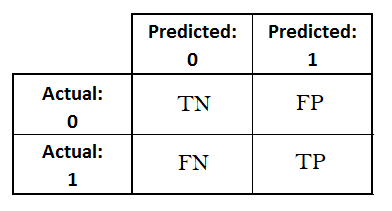 Predicted: Predicted:
0 1
Actual:
0
TN FP
Actual:
1
FN TP